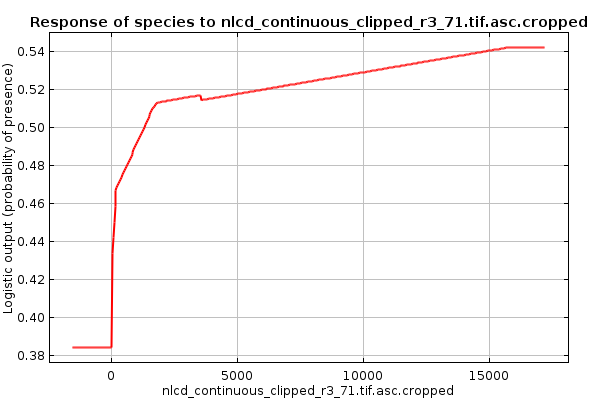 Response of species to nlcd_continuous_clipped_r3_71.tif.asc.cropped
Logistic output (probability of presence)
0.54
0.52
0.50
0.48
0.46
0.44
0.42
0.40
0.38
0 5000 10000 15000
nlcd_continuous_clipped_r3_71.tif.asc.cropped